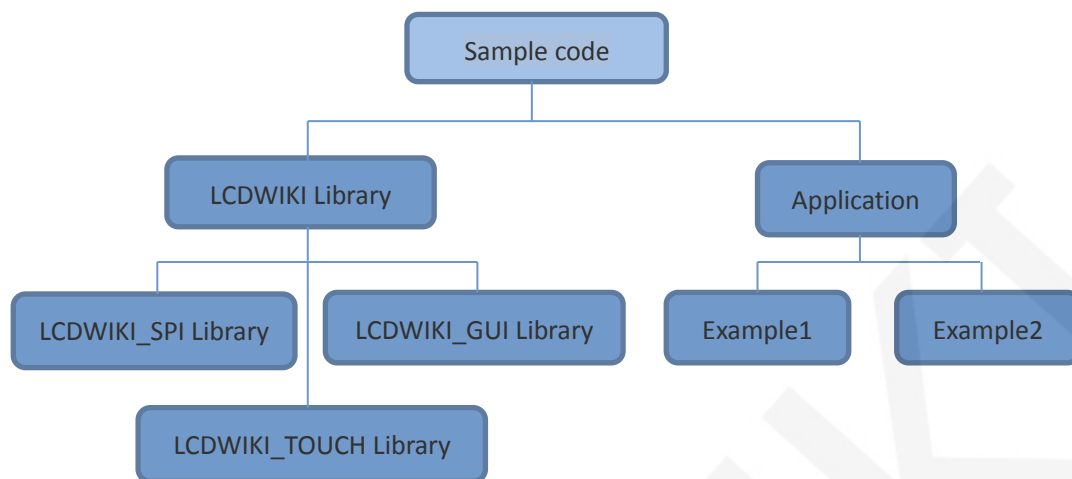 Sample code
LCDWIKI Library
Application
LCDWIKI_SPI Library
LCDWIKI_GUI Library
Example1
Example2
LCDWIKI_TOUCH Library